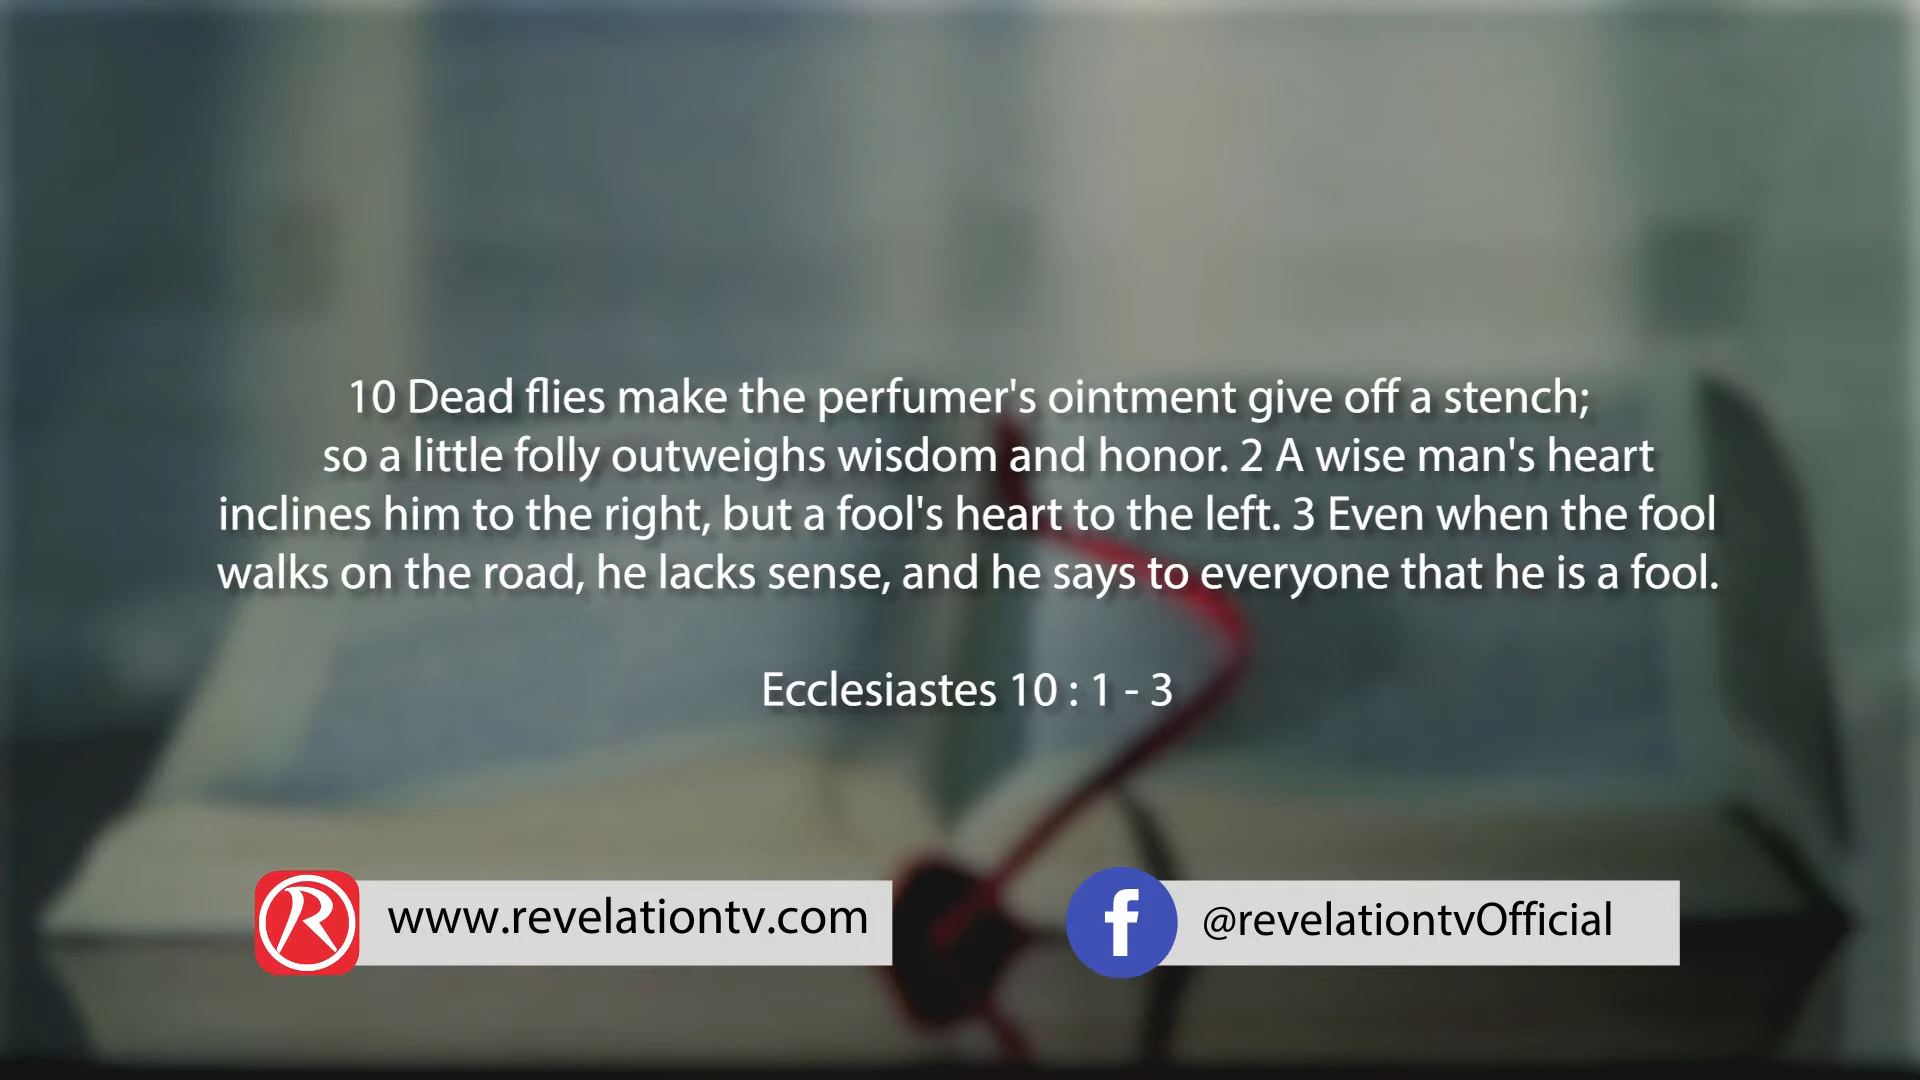 10 Dead flies make the perfumer's ointment give off a stench;
so a little folly outweighs wisdom and honor. 2 A wise man's heart
inclines him to the right, but a fool's heart to the left. 3 Even when the fool
walks on the road, he lacks sense, and he says to everyone that he is a fool.
Ecclesiastes 10 : 1 - 3
www.revelationtv.com
@revelationtvOfficial